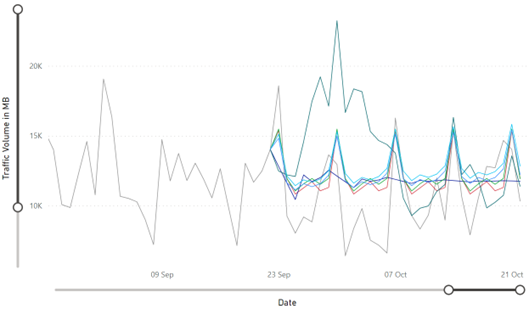 Traffic Volume in MB
20K
15K
10K
09 Sep
23 Sep
07 Oct
21 Oct
Date